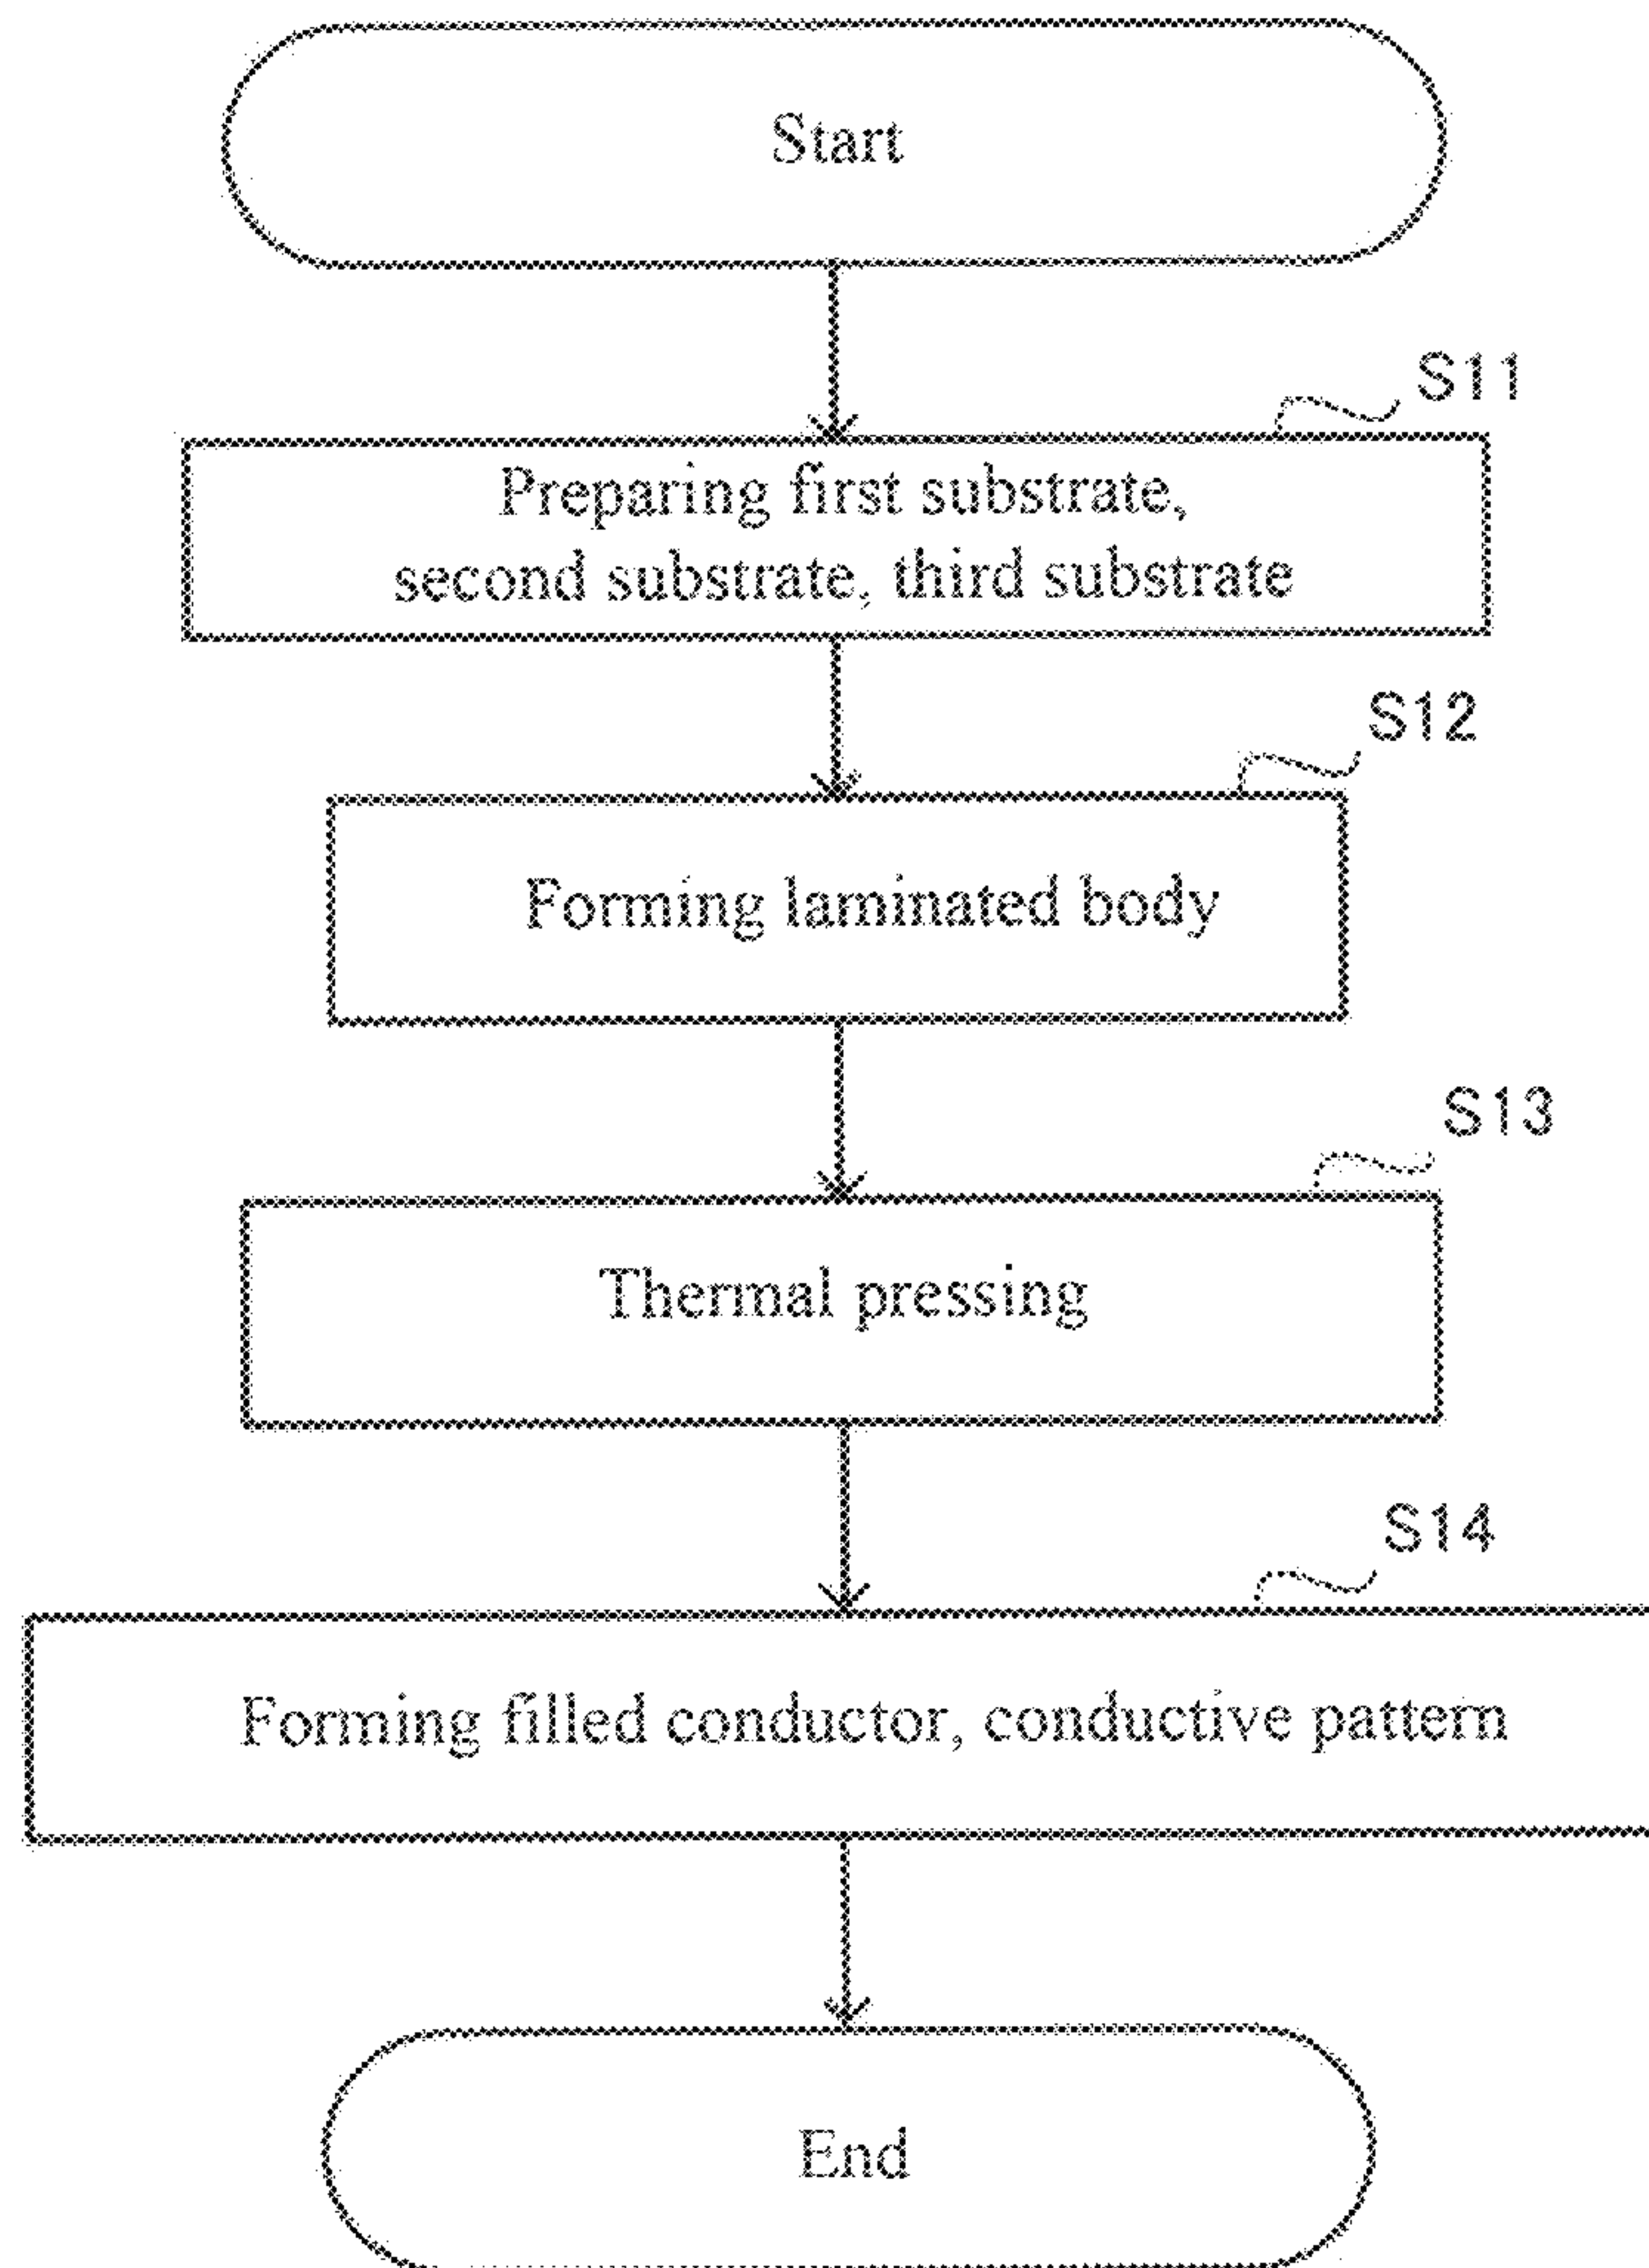 Start
S11
Preparing first substrate,
second substrate, third substrate
S12
Forming laminated body
S13
Thermal pressing
S14
Forming filled conductor, conductive pattern
End